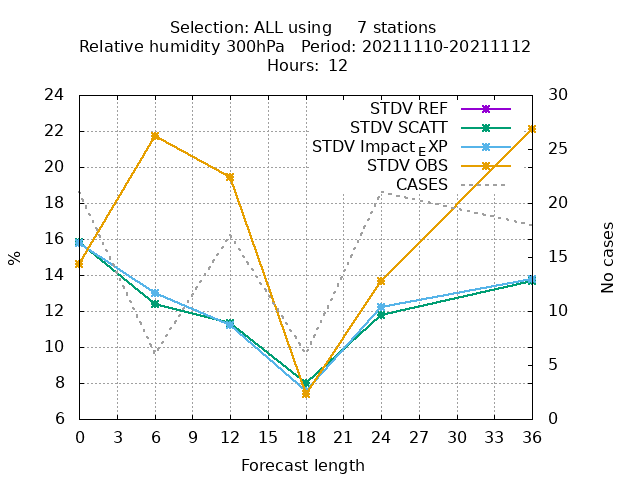 Selection: ALL using 7 stations
Relative humidity 300hPa Period: 20211110-20211112
Hours: 12
24
22
20
18
16
14
12
10
8
6
%
STDV REF
STDV SCATT
STDV Impact_EXP
STDV OBS
CASES
30
25
20
15
10
5
0
No cases
0 3 6 9 12 15 18 21 24 27 30 33 36
Forecast length